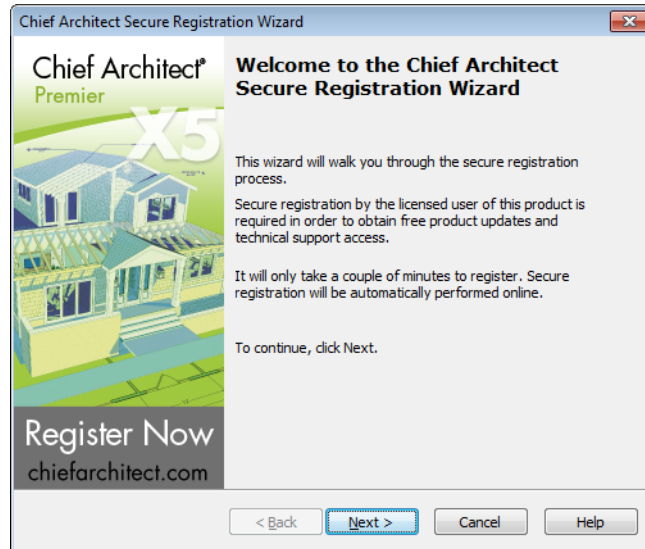 Chief Architect Secure Registration Wizard
Chief Architect®
Premier
X5
Register Now
chiefarchitect.com
Welcome to the Chief Architect
Secure Registration Wizard
This wizard will walk you through the secure registration
process.
Secure registration by the licensed user of this product is
required in order to obtain free product updates and
technical support access.
It will only take a couple of minutes to register. Secure
registration will be automatically performed online.
To continue, click Next.
< Back
Next >
Cancel
Help